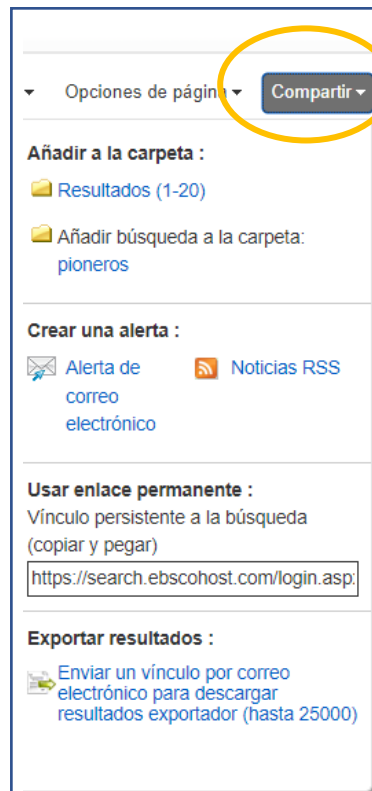 Opciones de página Compartir
Añadir a la carpeta :
Resultados (1-20)
Añadir búsqueda a la carpeta:
pioneros
Crear una alerta :
Alerta de Noticias RSS
correo
electrónico
Usar enlace permanente :
Vínculo persistente a la búsqueda
(copiar y pegar)
https://search.ebscohost.com/login.asp
Exportar resultados :
Enviar un vínculo por correo
electrónico para descargar
resultados exportador (hasta 25000)